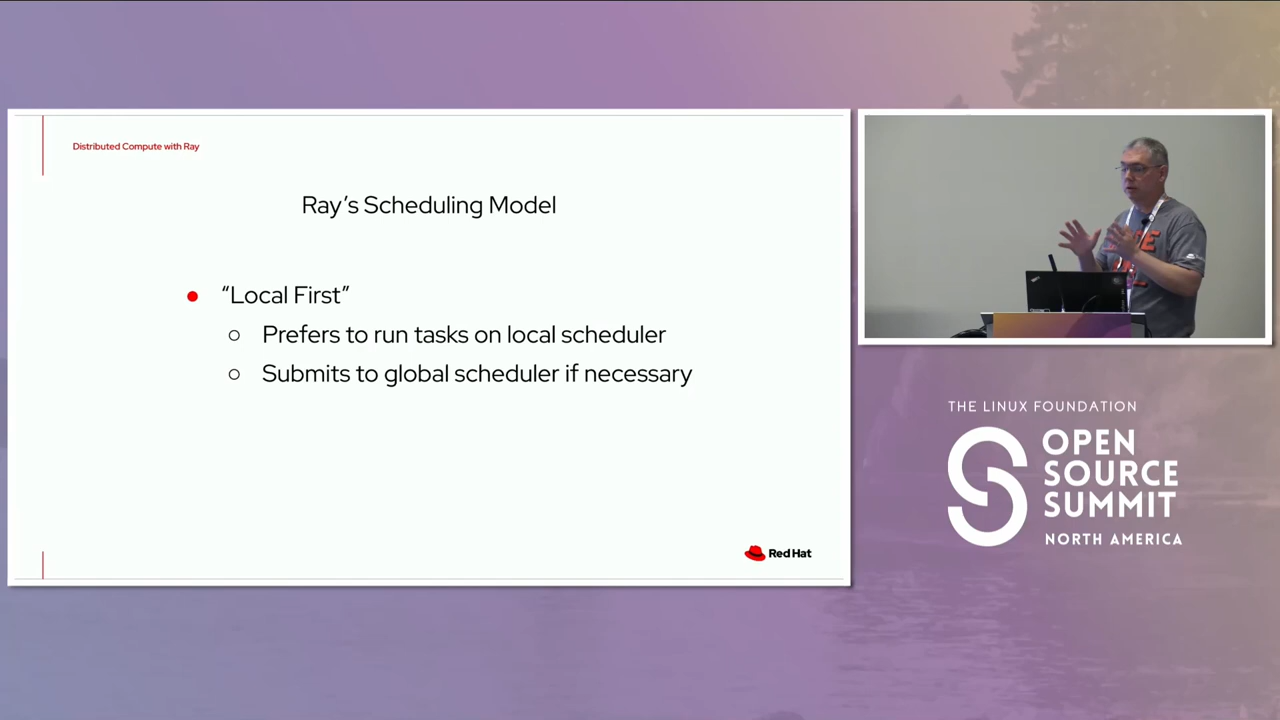 Distributed Compute with Ray
Ray’s Scheduling Model
“Local First”
Prefers to run tasks on local scheduler
Submits to global scheduler if necessary
Red Hat
THE LINUX FOUNDATION
OPEN
SOURCE
SUMMIT
NORTH AMERICA